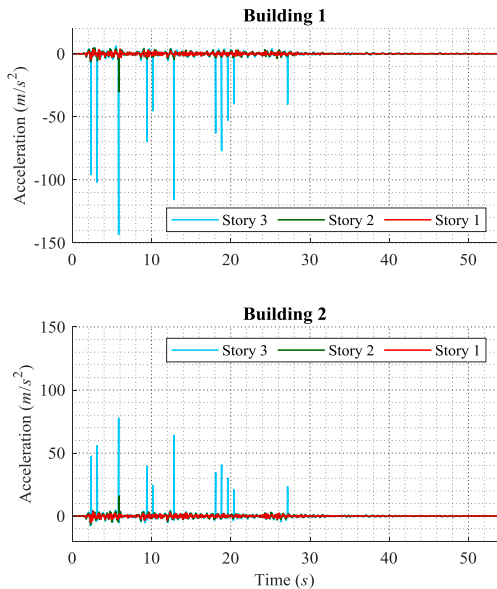 Building 1
0
-50
-100
-150
Acceleration (m/s²)
Story 3 Story 2 Story 1
0 10 20 30 40 50
Building 2
150
100
50
0
Acceleration (m/s²)
Story 3 Story 2 Story 1
0 10 20 30 40 50
Time (s)